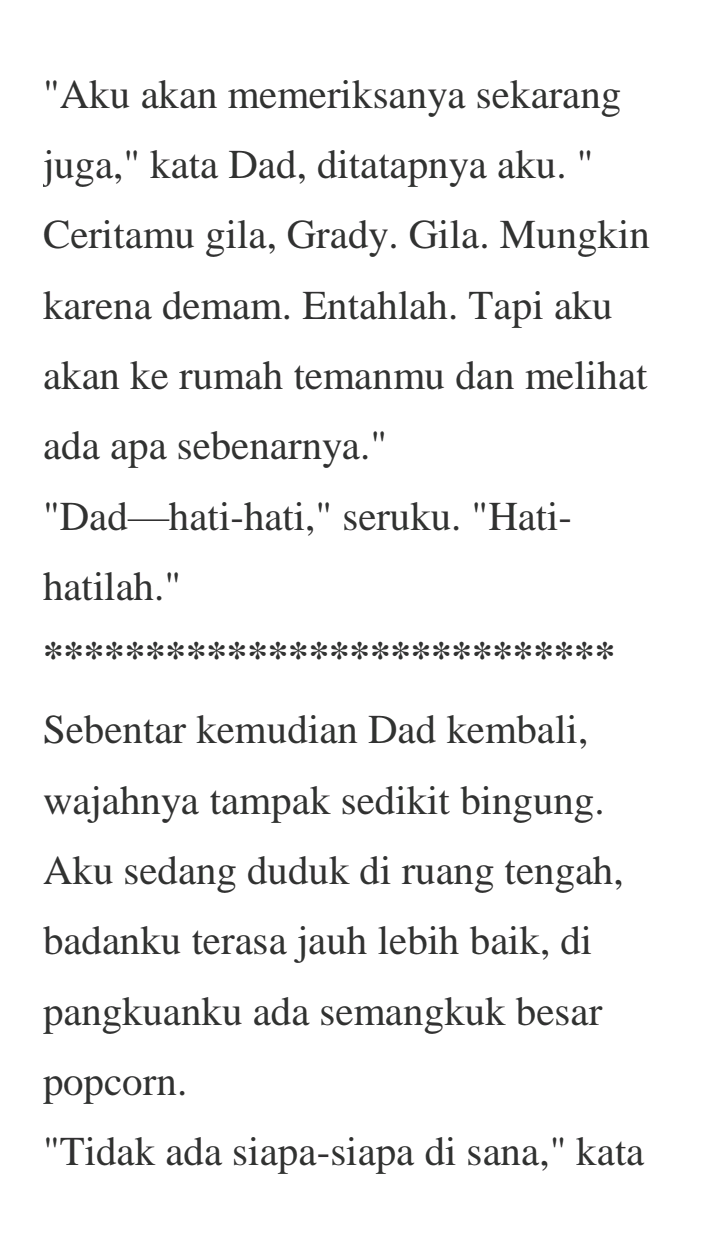 "Aku akan memeriksanya sekarang
juga," kata Dad, ditatapnya aku. "
Ceritamu gila, Grady. Gila. Mungkin
karena demam. Entahlah. Tapi aku
akan ke rumah temanmu dan melihat
ada apa sebenarnya."
"Dad—hati-hati," seruku. "Hati-
hatilah."
****************************
Sebentar kemudian Dad kembali,
wajahnya tampak sedikit bingung.
Aku sedang duduk di ruang tengah,
badanku terasa jauh lebih baik, di
pangkuanku ada semangkuk besar
popcorn.
"Tidak ada siapa-siapa di sana," kata